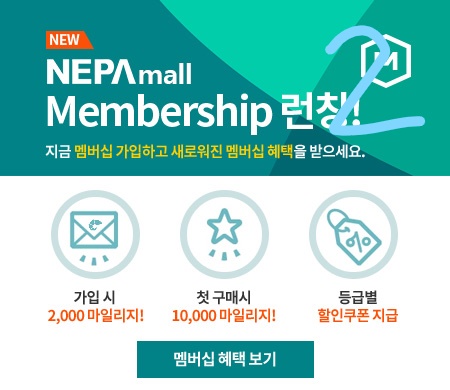 NEW
NEPA mall
Membership 런칭!
M
2
지금 멤버십 가입하고 새로워진 멤버십 혜택을 받으세요.
가입 시
2,000 마일리지!
첫 구매시
10,000 마일리지!
등급별
할인쿠폰 지급
멤버십 혜택 보기